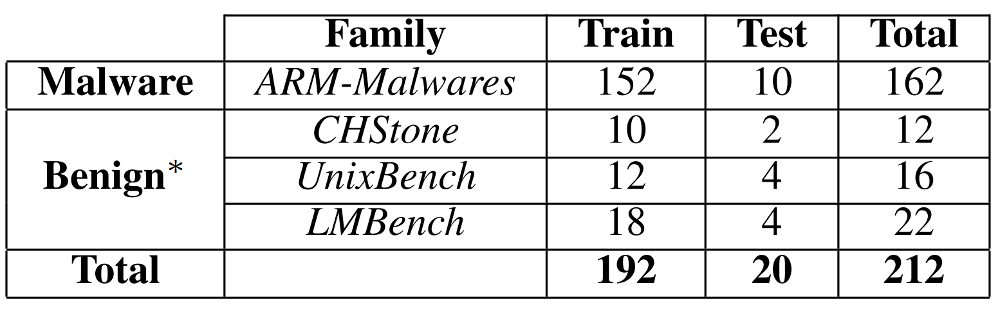 Family Train Test Total
Malware ARM-Malwares 152 10 162
CHStone 10 2 12
Benign* UnixBench 12 4 16
LMBench 18 4 22
Total 192 20 212